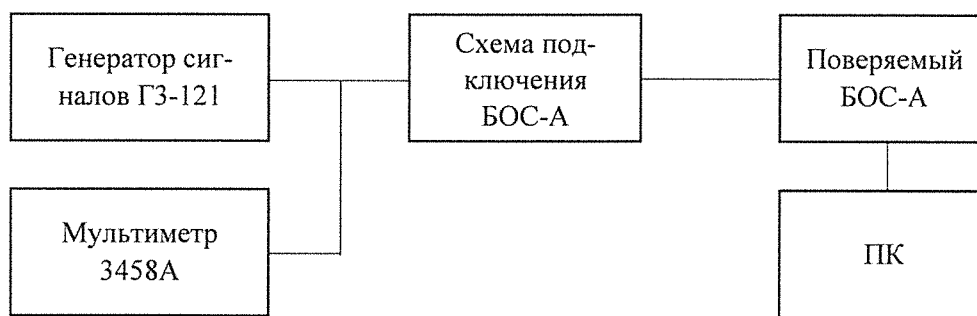 Генератор сиг-
налов Г3-121
Схема под-
ключения
БОС-А
Поверяемый
БОС-А
Мультиметр
3458А
ПК